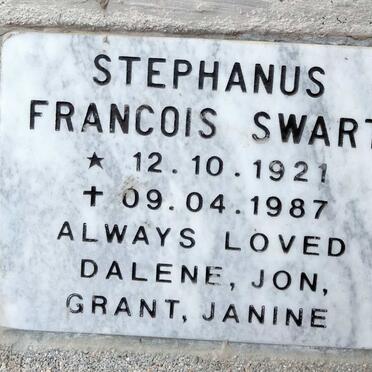 STEPHANUS
FRANCOIS SWART
★ 12.10.1921
✝ 09.04.1987
ALWAYS LOVED
DALENE, JON,
GRANT, JANINE